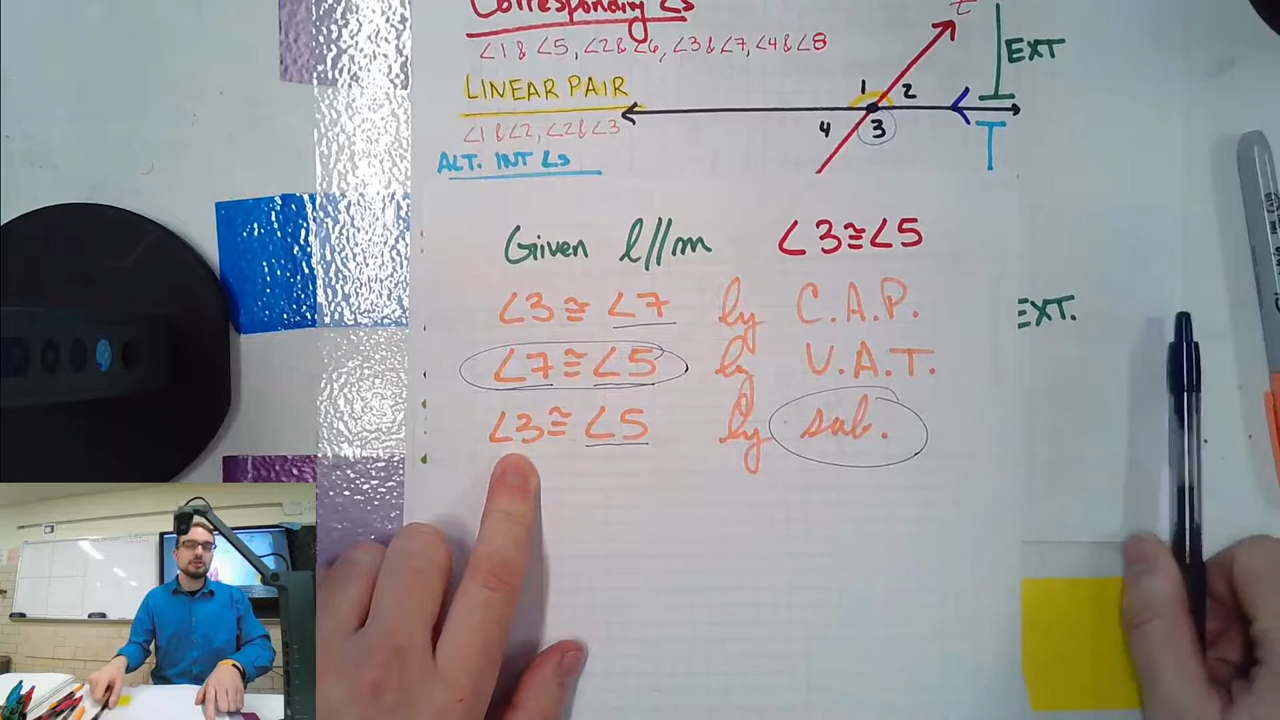 Corresponding ∠s
∠1 & ∠5, ∠2 & ∠6, ∠3 & ∠7, ∠4 & ∠8
LINEAR PAIR
∠1 & ∠2, ∠2 & ∠3
ALT. INT ∠s
t
EXT
1 2
4 3
Given l//m ∠3≅∠5
∠3≅∠7 by C.A.P.
EXT.
∠7≅∠5 by V.A.T.
∠3≅∠5 by sub.